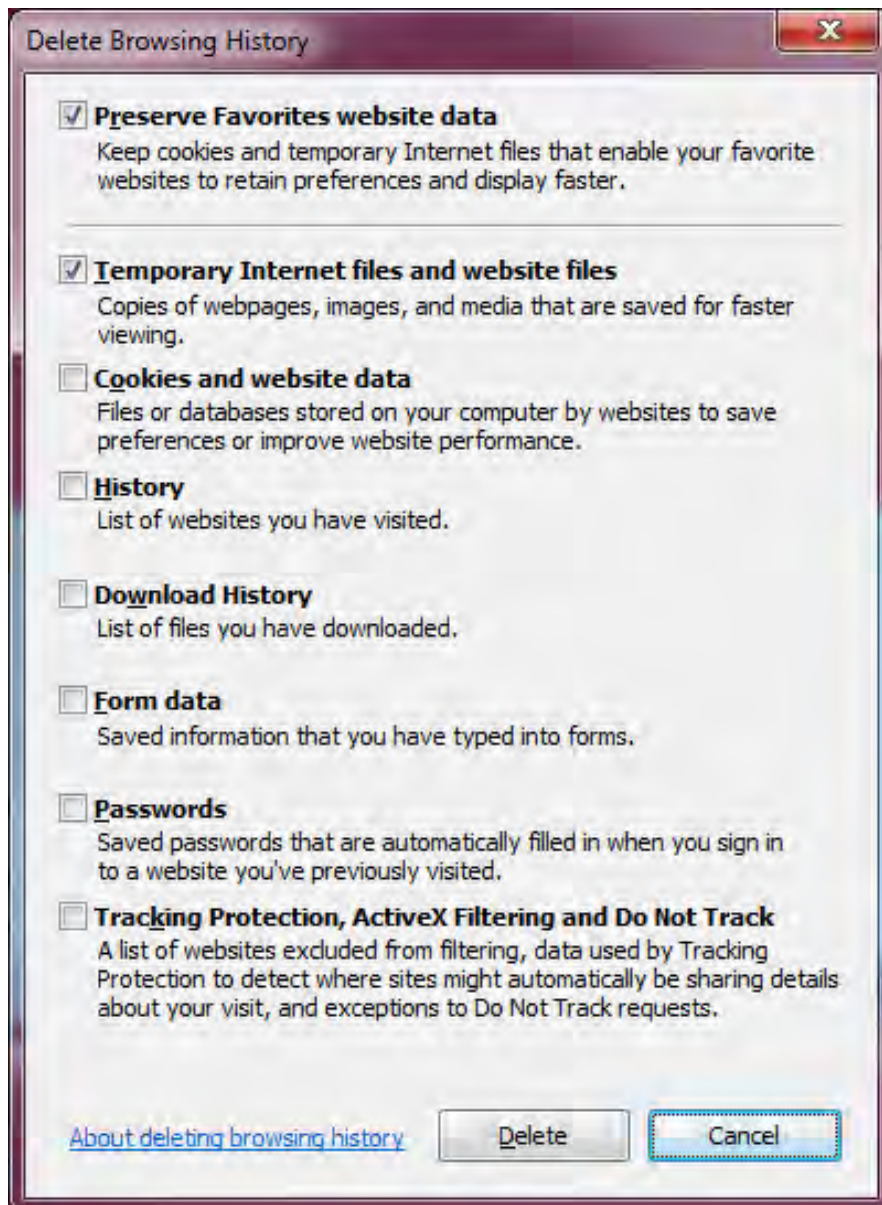 Delete Browsing History
Preserve Favorites website data
Keep cookies and temporary Internet files that enable your favorite
websites to retain preferences and display faster.
Temporary Internet files and website files
Copies of webpages, images, and media that are saved for faster
viewing.
Cookies and website data
Files or databases stored on your computer by websites to save
preferences or improve website performance.
History
List of websites you have visited.
Download History
List of files you have downloaded.
Form data
Saved information that you have typed into forms.
Passwords
Saved passwords that are automatically filled in when you sign in
to a website you've previously visited.
Tracking Protection, ActiveX Filtering and Do Not Track
A list of websites excluded from filtering, data used by Tracking
Protection to detect where sites might automatically be sharing details
about your visit, and exceptions to Do Not Track requests.
About deleting browsing history Delete Cancel